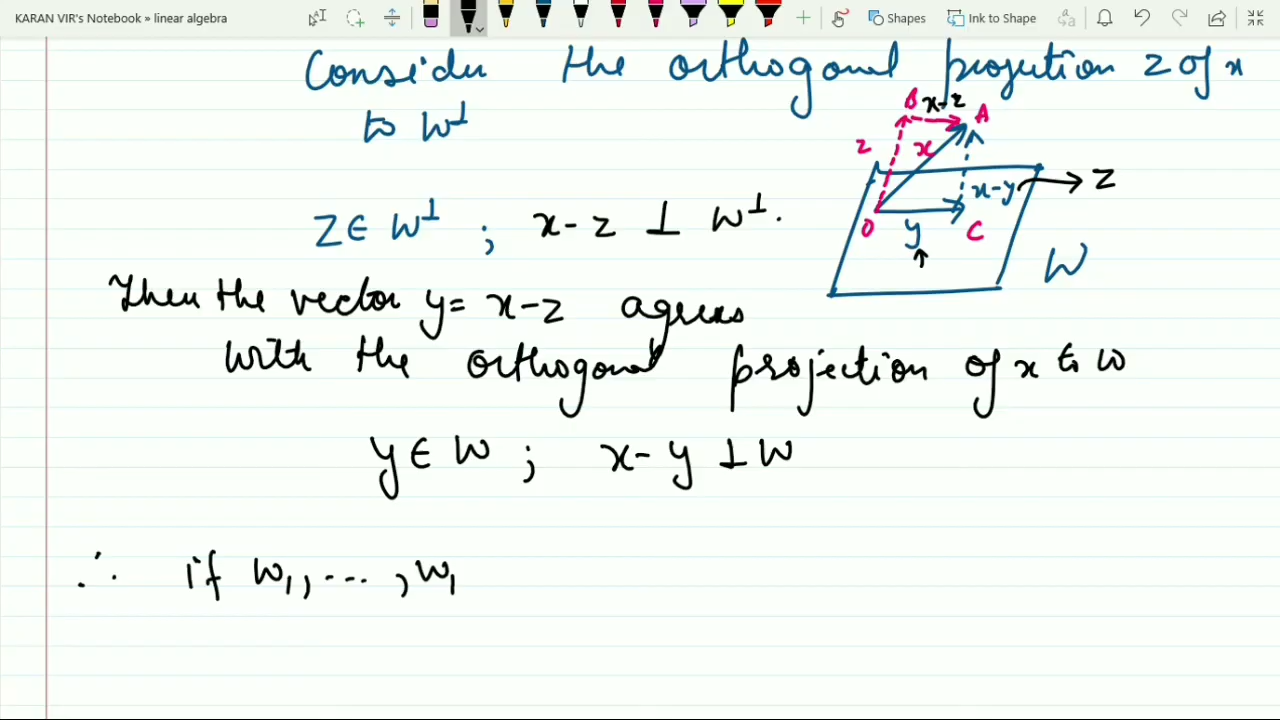 KARAN VIR's Notebook » linear algebra
Shapes
Ink to Shape
Consider the orthogonal projection z of x
to W⊥
B
x-z
A
z
x
x-y
z
O
y
C
W
z ∈ W⊥ ; x-z ⊥ W⊥.
Then the vector y= x-z agrees
with the orthogonal projection of x to W
y ∈ W ; x-y ⊥ W
∴ if w₁, ... , w₁